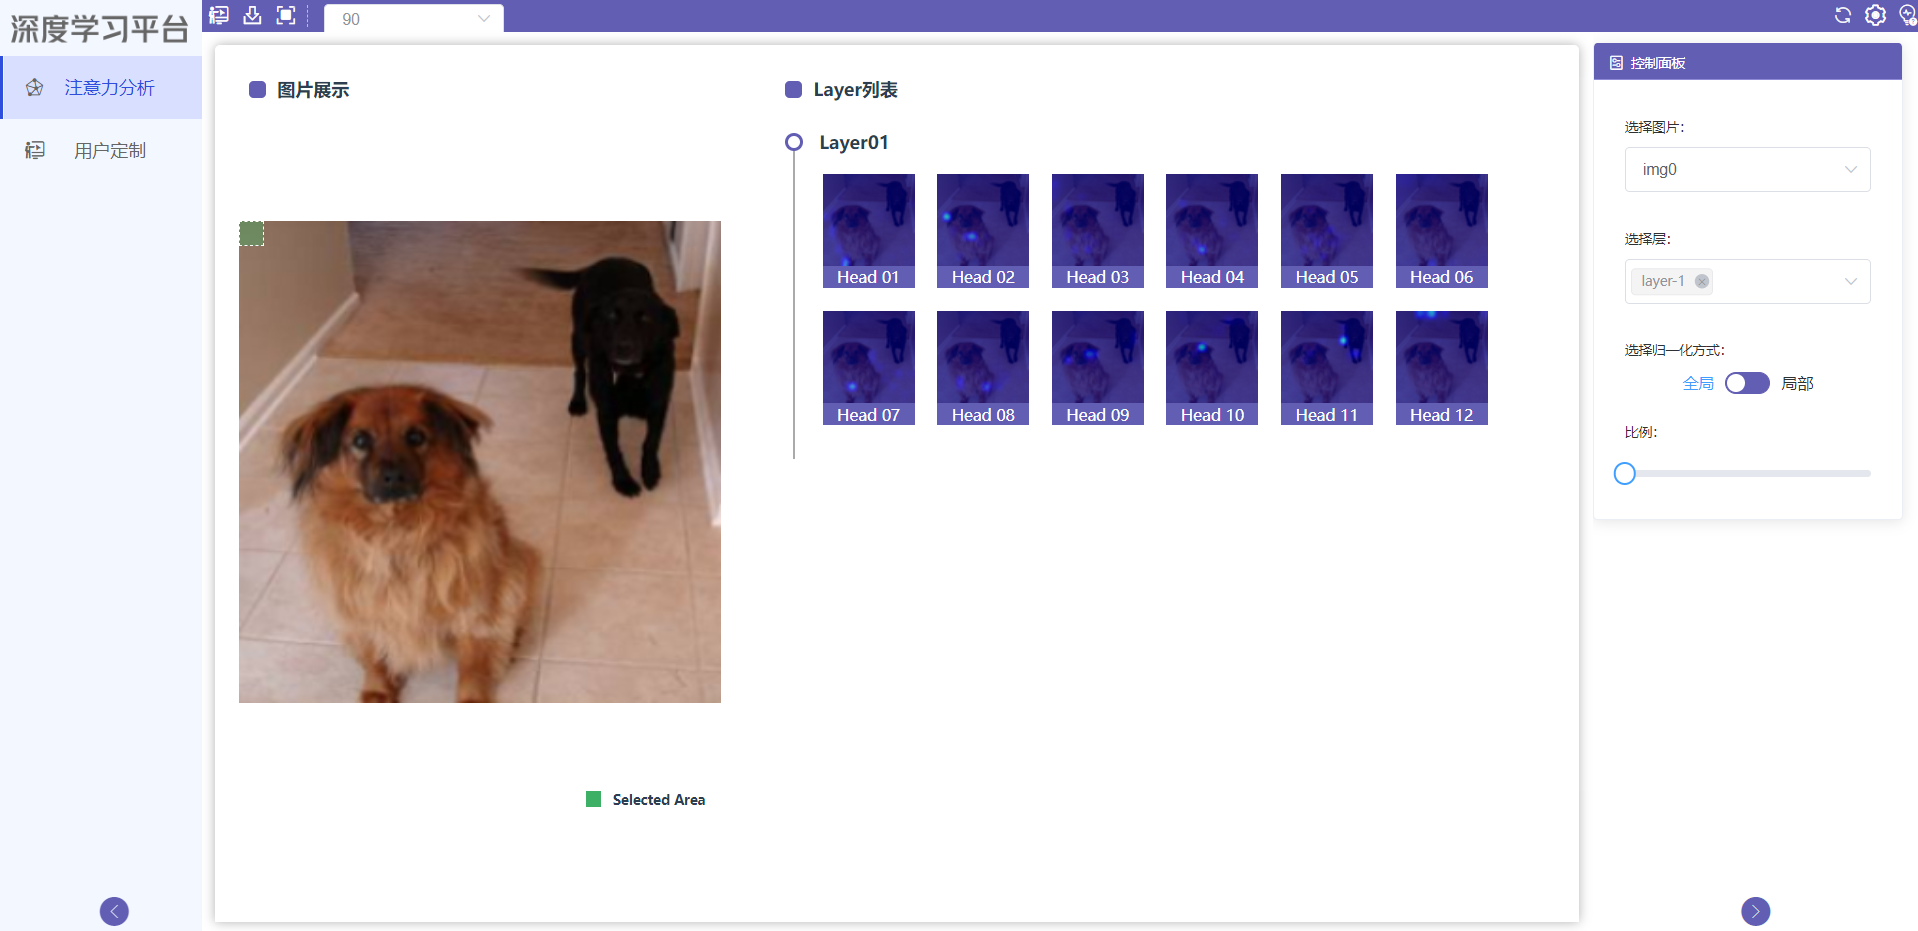 深度学习平台
90
注意力分析
用户定制
图片展示
Layer列表
Layer01
Head 01 Head 02 Head 03 Head 04 Head 05 Head 06
Head 07 Head 08 Head 09 Head 10 Head 11 Head 12
Selected Area
控制面板
选择图片:
img0
选择层:
layer-1
选择归一化方式:
全局 局部
比例: